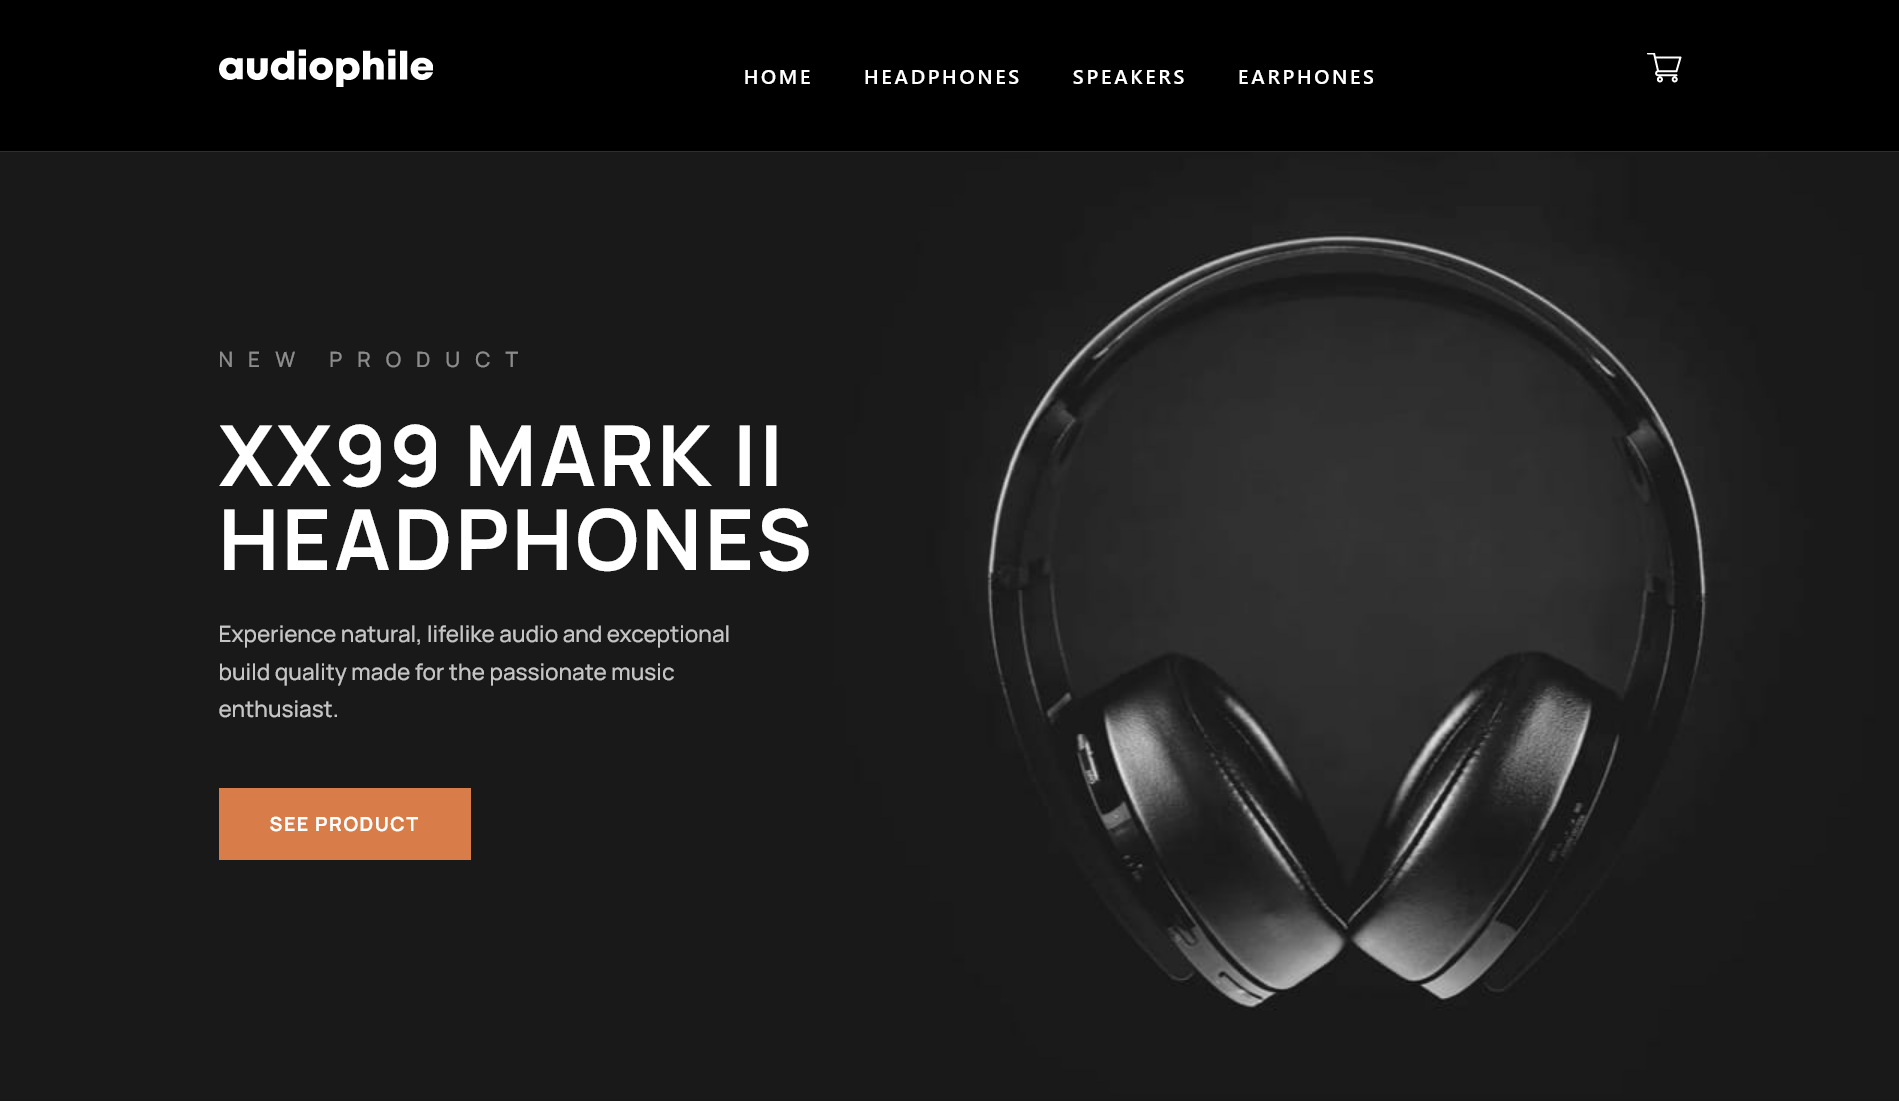 audiophile
HOME HEADPHONES SPEAKERS EARPHONES
NEW PRODUCT
XX99 MARK II
HEADPHONES
Experience natural, lifelike audio and exceptional
build quality made for the passionate music
enthusiast.
SEE PRODUCT